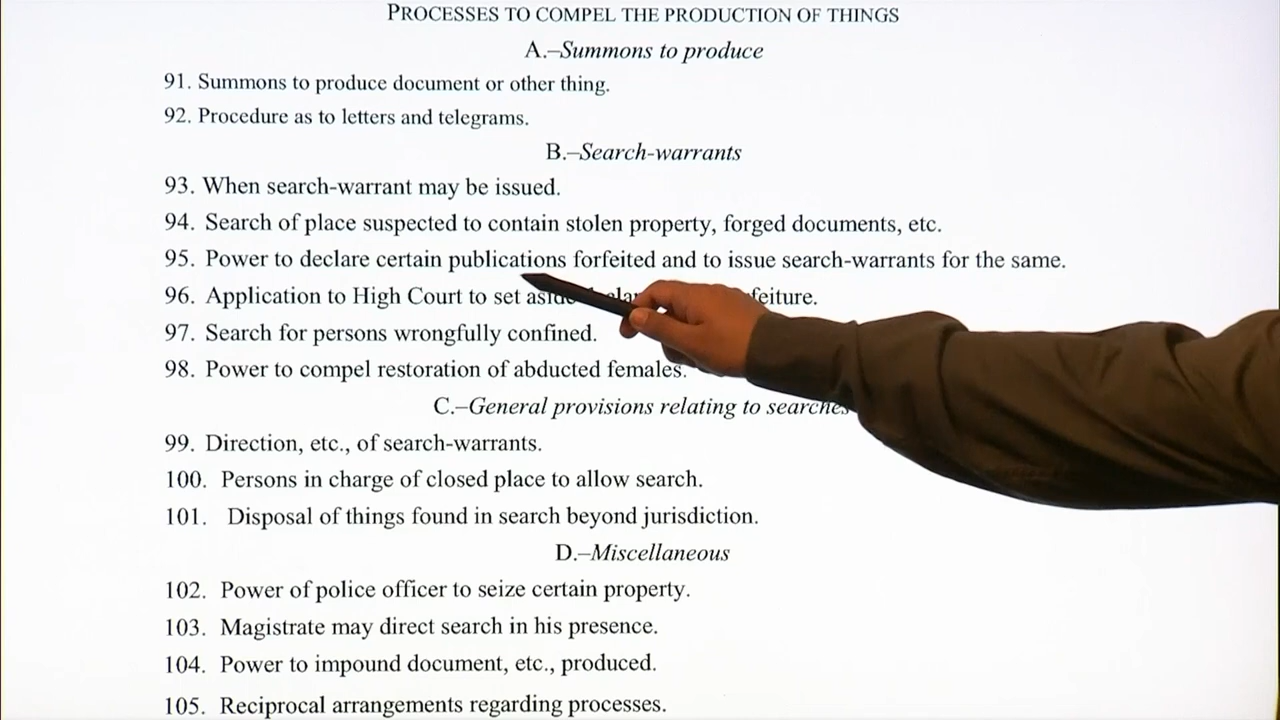 PROCESSES TO COMPEL THE PRODUCTION OF THINGS
A.–Summons to produce
91. Summons to produce document or other thing.
92. Procedure as to letters and telegrams.
B.–Search-warrants
93. When search-warrant may be issued.
94. Search of place suspected to contain stolen property, forged documents, etc.
95. Power to declare certain publications forfeited and to issue search-warrants for the same.
96. Application to High Court to set aside feiture.
97. Search for persons wrongfully confined.
98. Power to compel restoration of abducted females.
C.–General provisions relating to searches
99. Direction, etc., of search-warrants.
100. Persons in charge of closed place to allow search.
101. Disposal of things found in search beyond jurisdiction.
D.–Miscellaneous
102. Power of police officer to seize certain property.
103. Magistrate may direct search in his presence.
104. Power to impound document, etc., produced.
105. Reciprocal arrangements regarding processes.